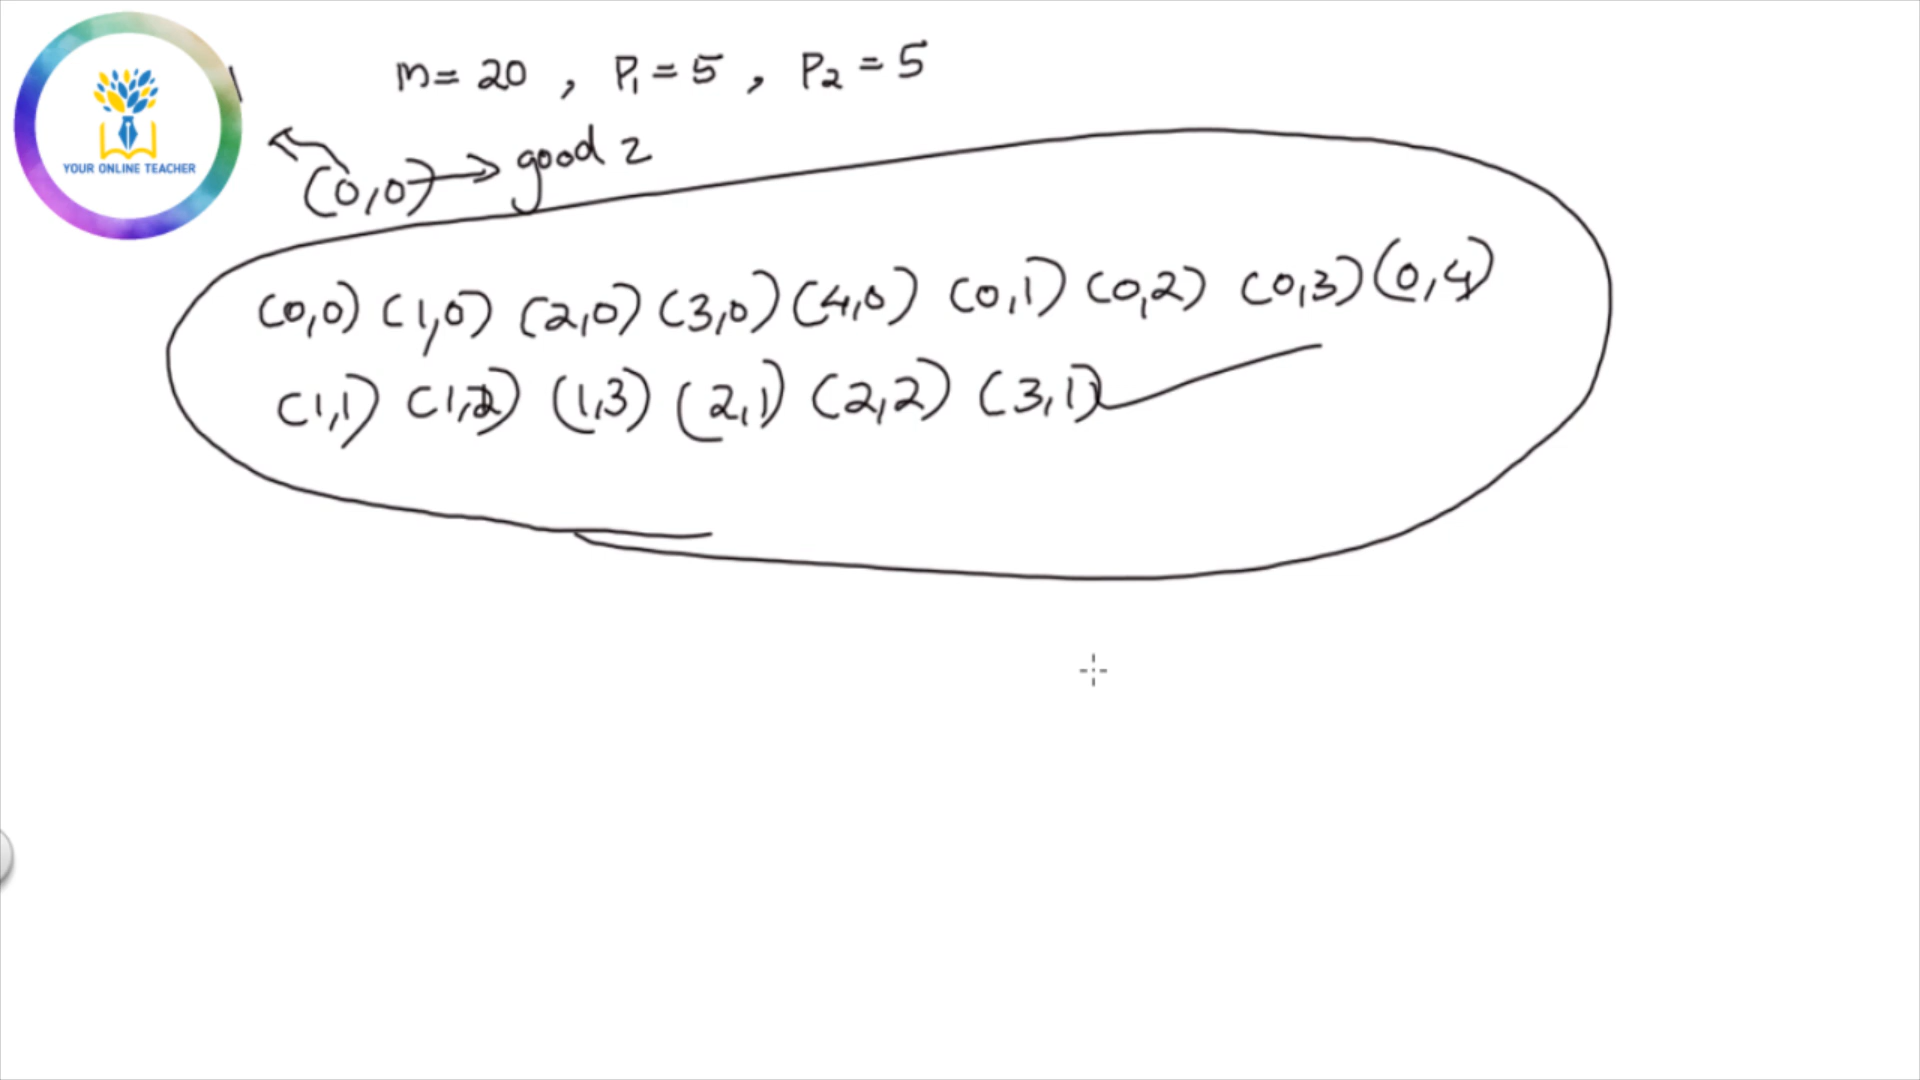 m = 20 , P₁ = 5 , P₂ = 5
(0,0) → good 2
YOUR ONLINE TEACHER
(0,0) (1,0) (2,0) (3,0) (4,0) (0,1) (0,2) (0,3) (0,4)
(1,1) (1,2) (1,3) (2,1) (2,2) (3,1)